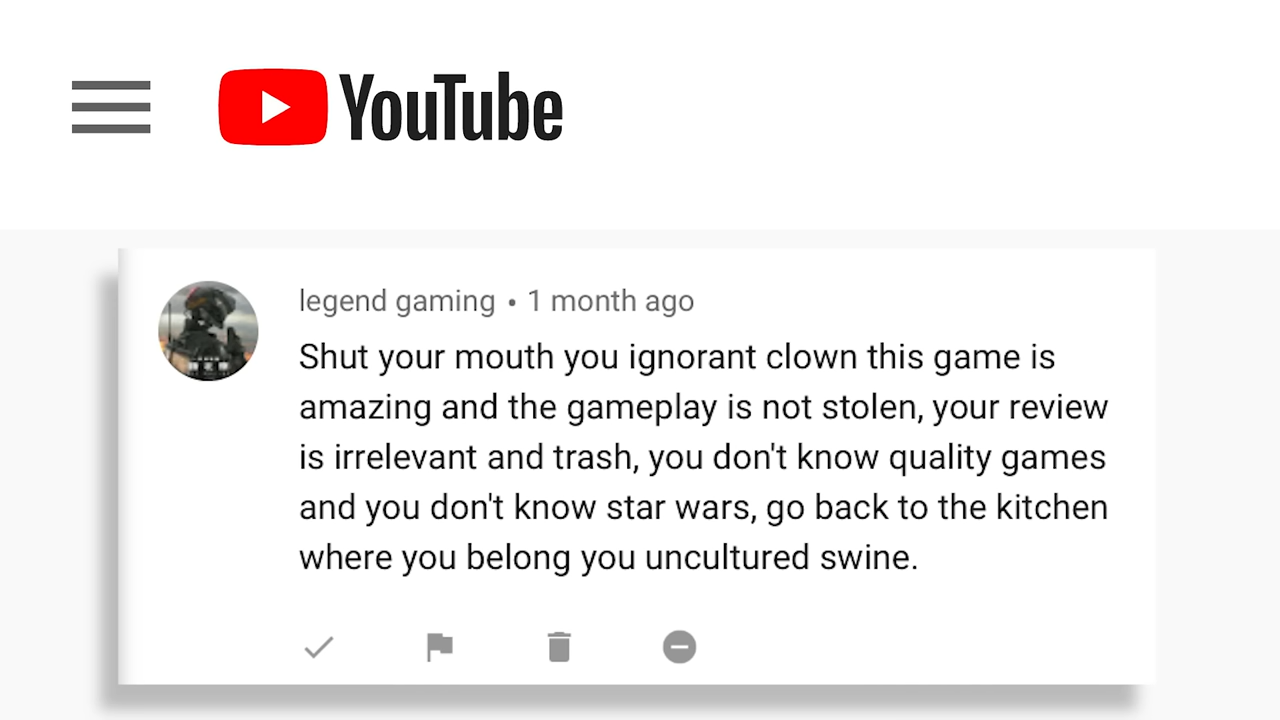 YouTube
legend gaming • 1 month ago
Shut your mouth you ignorant clown this game is
amazing and the gameplay is not stolen, your review
is irrelevant and trash, you don't know quality games
and you don't know star wars, go back to the kitchen
where you belong you uncultured swine.